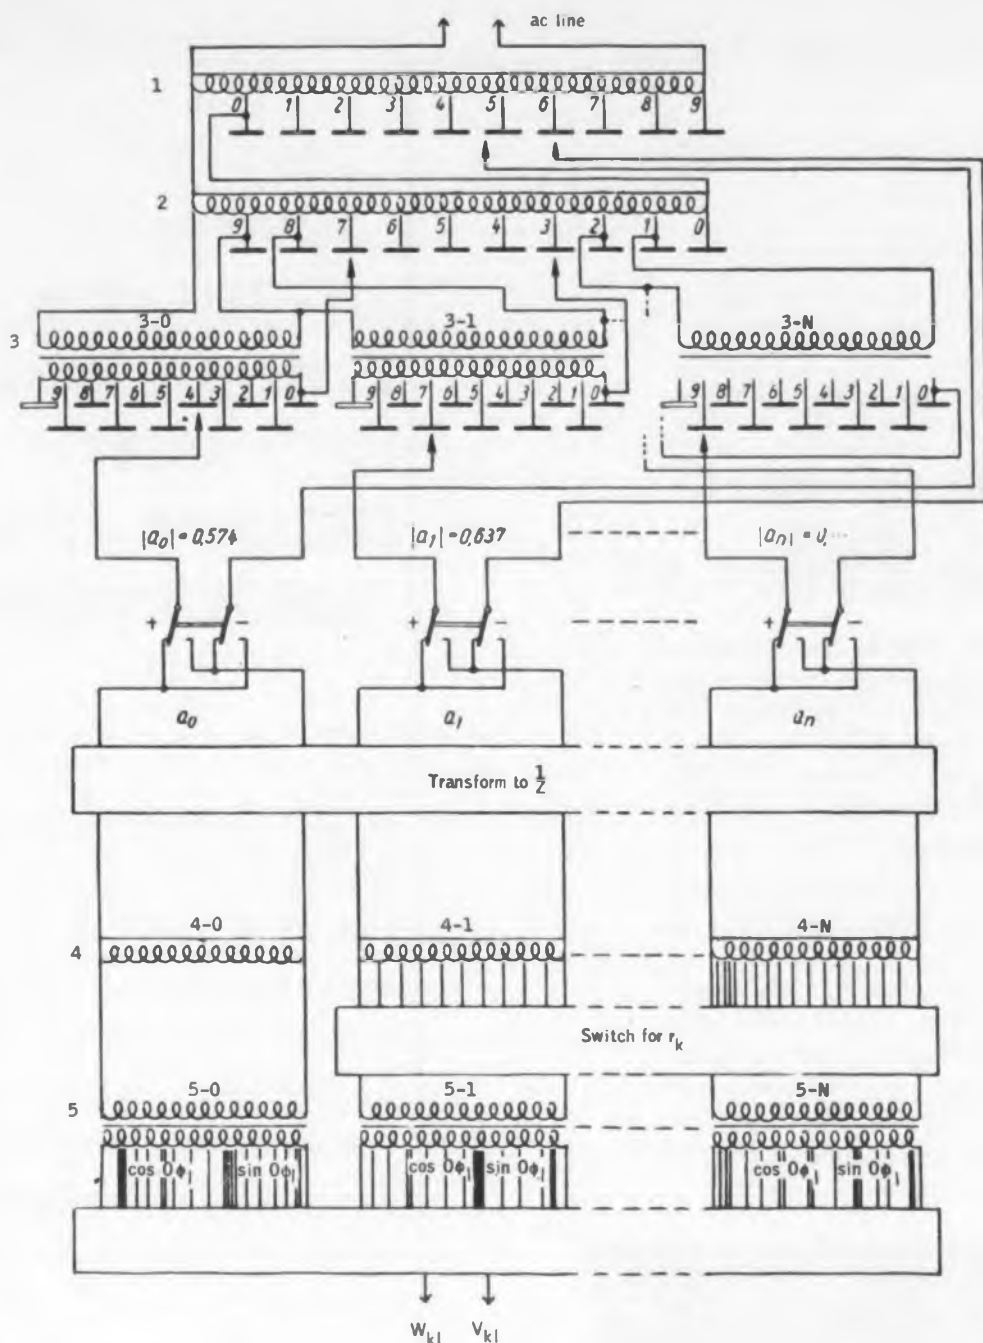 ac line
1
0 1 2 3 4 5 6 7 8 9
2
9 8 7 6 5 4 3 2 1 0
3
3-0 3-1 3-N
9 8 7 6 5 4 3 2 1 0 9 8 7 6 5 4 3 2 1 0 9 8 7 6 5 4 3 2 1 0
|a₀| = 0,574 |a₁| = 0,637 |aₙ| = 0,...
+ - + - + -
a₀ a₁ aₙ
Transform to 1/Z
4-0 4-1 4-N
4
Switch for rₖ
5-0 5-1 5-N
5
cos 0ϕₗ sin 0ϕₗ cos 0ϕₗ sin 0ϕₗ cos 0ϕₗ sin 0ϕₗ
Wₖₗ Vₖₗ